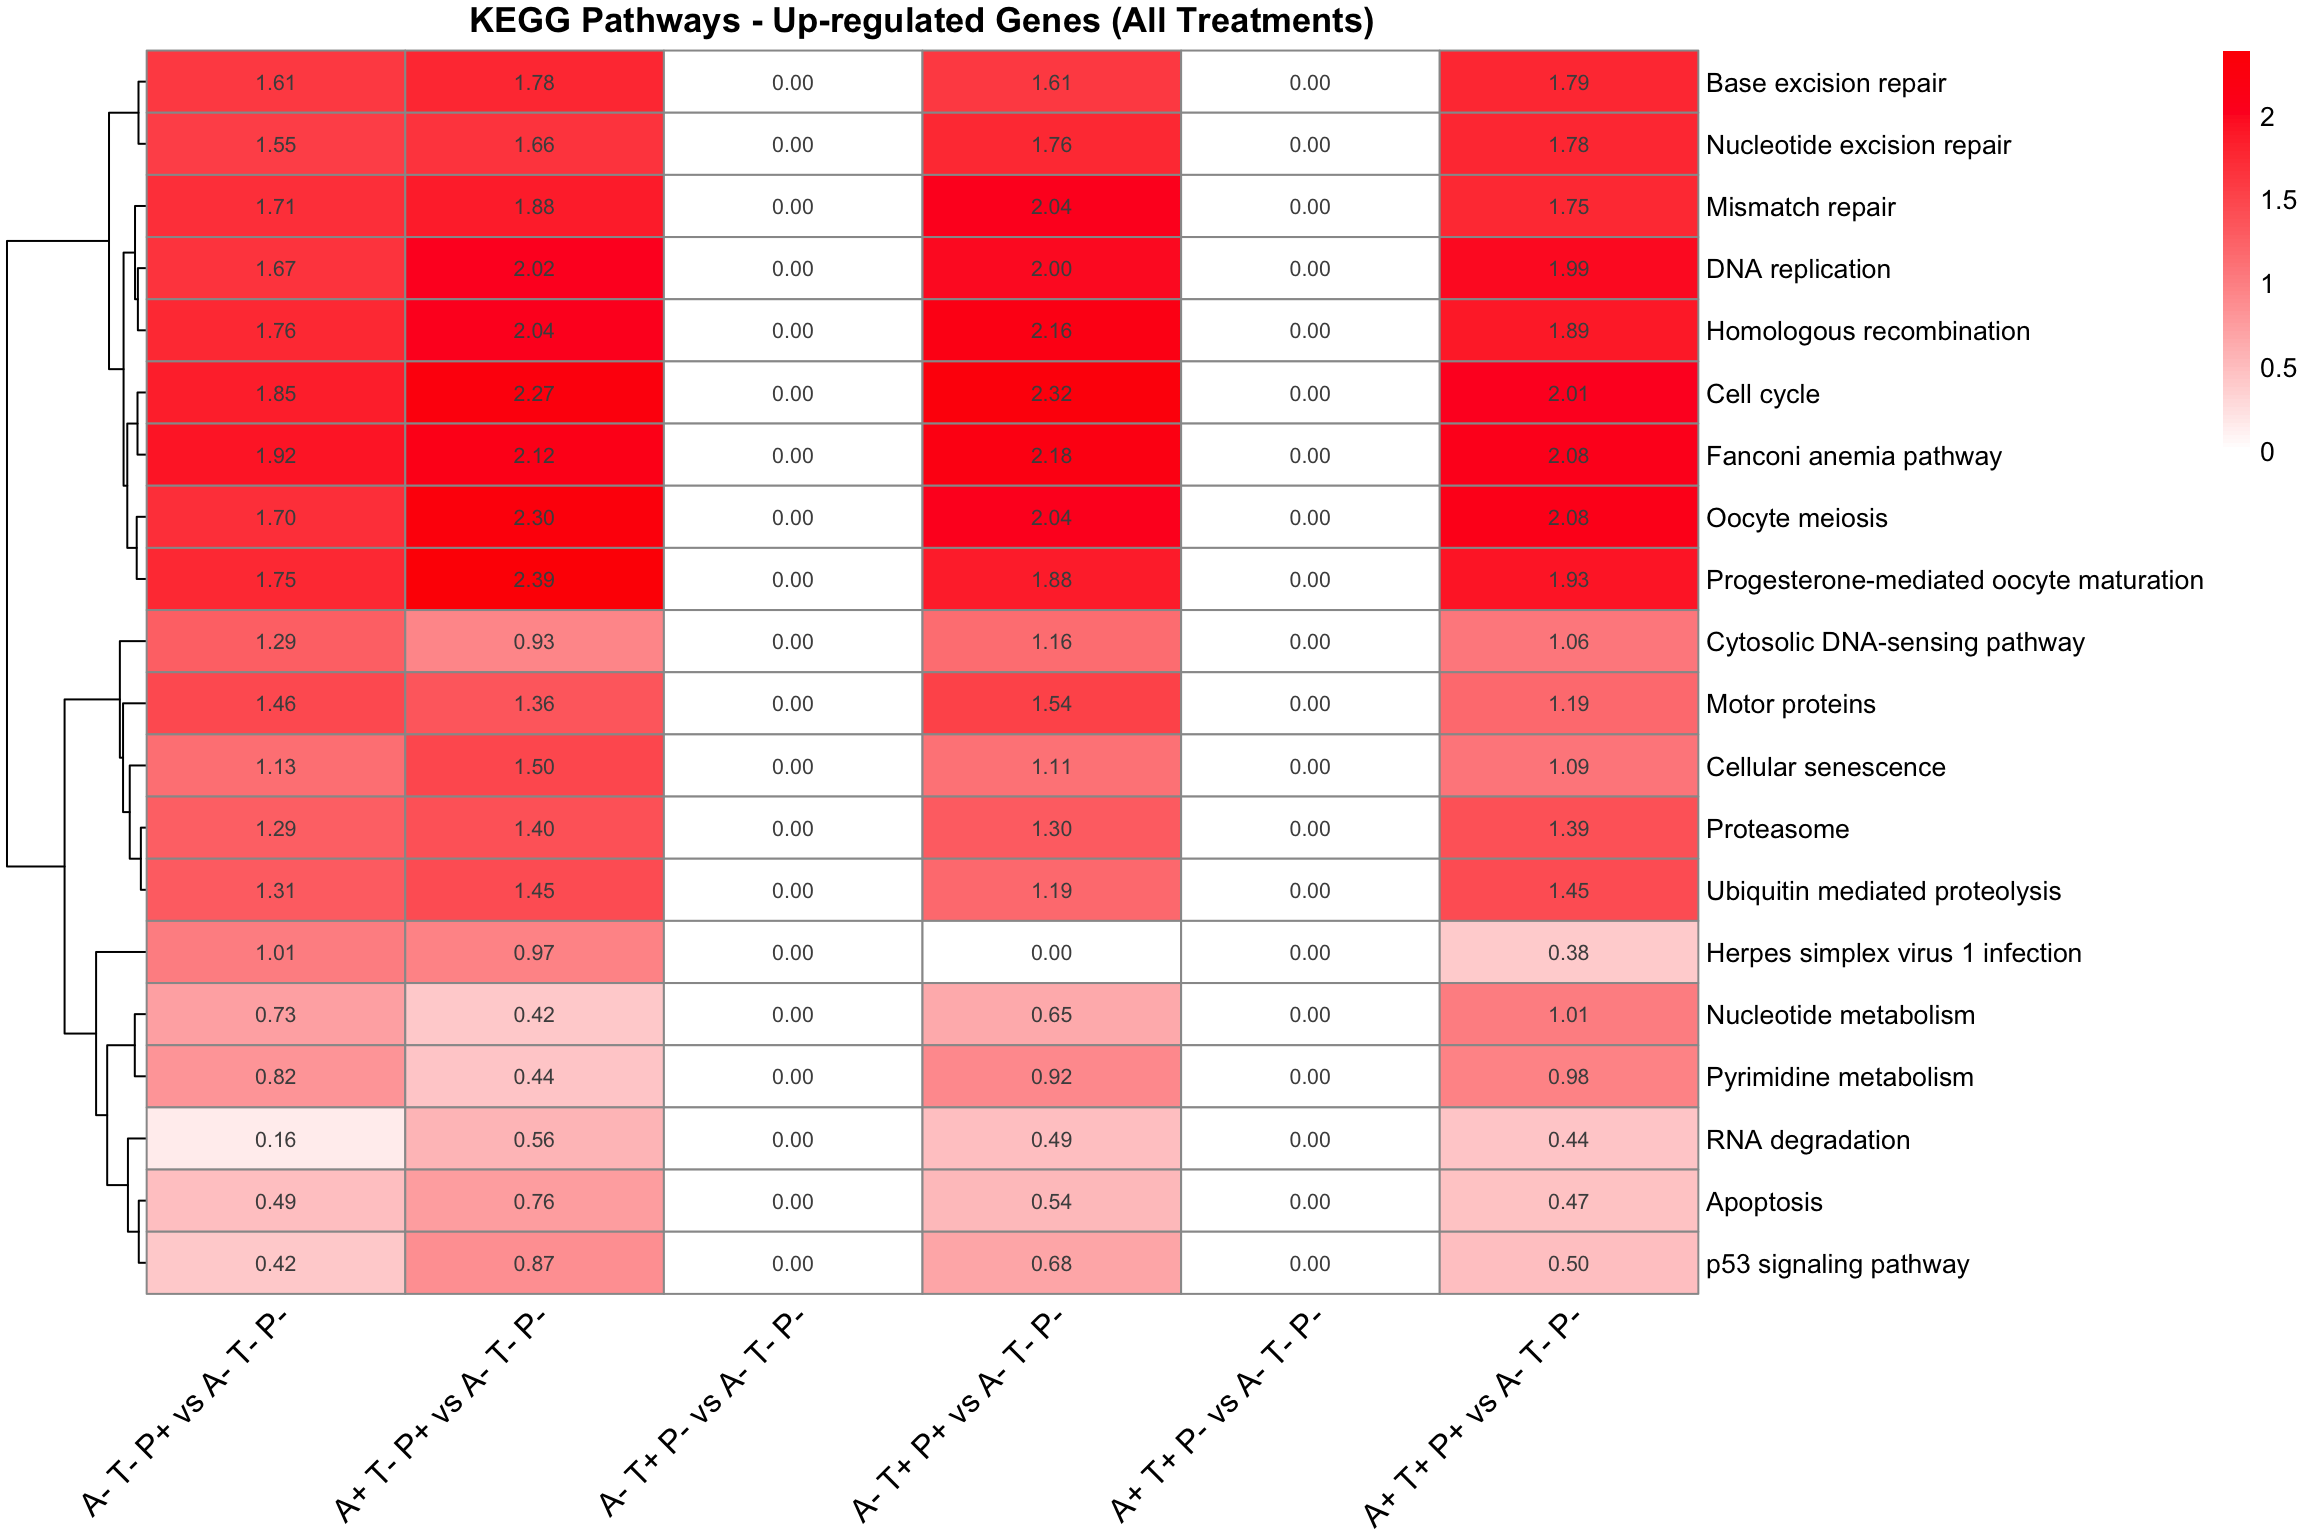 KEGG Pathways - Up-regulated Genes (All Treatments)
1.61 1.78 0.00 1.61 0.00 1.79 Base excision repair
1.55 1.66 0.00 1.76 0.00 1.78 Nucleotide excision repair
1.71 1.88 0.00 2.04 0.00 1.75 Mismatch repair
1.67 2.02 0.00 2.00 0.00 1.99 DNA replication
1.76 2.04 0.00 2.16 0.00 1.89 Homologous recombination
1.85 2.27 0.00 2.32 0.00 2.01 Cell cycle
1.92 2.12 0.00 2.18 0.00 2.08 Fanconi anemia pathway
1.70 2.30 0.00 2.04 0.00 2.08 Oocyte meiosis
1.75 2.39 0.00 1.88 0.00 1.93 Progesterone-mediated oocyte maturation
1.29 0.93 0.00 1.16 0.00 1.06 Cytosolic DNA-sensing pathway
1.46 1.36 0.00 1.54 0.00 1.19 Motor proteins
1.13 1.50 0.00 1.11 0.00 1.09 Cellular senescence
1.29 1.40 0.00 1.30 0.00 1.39 Proteasome
1.31 1.45 0.00 1.19 0.00 1.45 Ubiquitin mediated proteolysis
1.01 0.97 0.00 0.00 0.00 0.38 Herpes simplex virus 1 infection
0.73 0.42 0.00 0.65 0.00 1.01 Nucleotide metabolism
0.82 0.44 0.00 0.92 0.00 0.98 Pyrimidine metabolism
0.16 0.56 0.00 0.49 0.00 0.44 RNA degradation
0.49 0.76 0.00 0.54 0.00 0.47 Apoptosis
0.42 0.87 0.00 0.68 0.00 0.50 p53 signaling pathway
A- T- P+ vs A- T- P-
A+ T- P+ vs A- T- P-
A- T+ P- vs A- T- P-
A- T+ P+ vs A- T- P-
A+ T+ P- vs A- T- P-
A+ T+ P+ vs A- T- P-
2
1.5
1
0.5
0